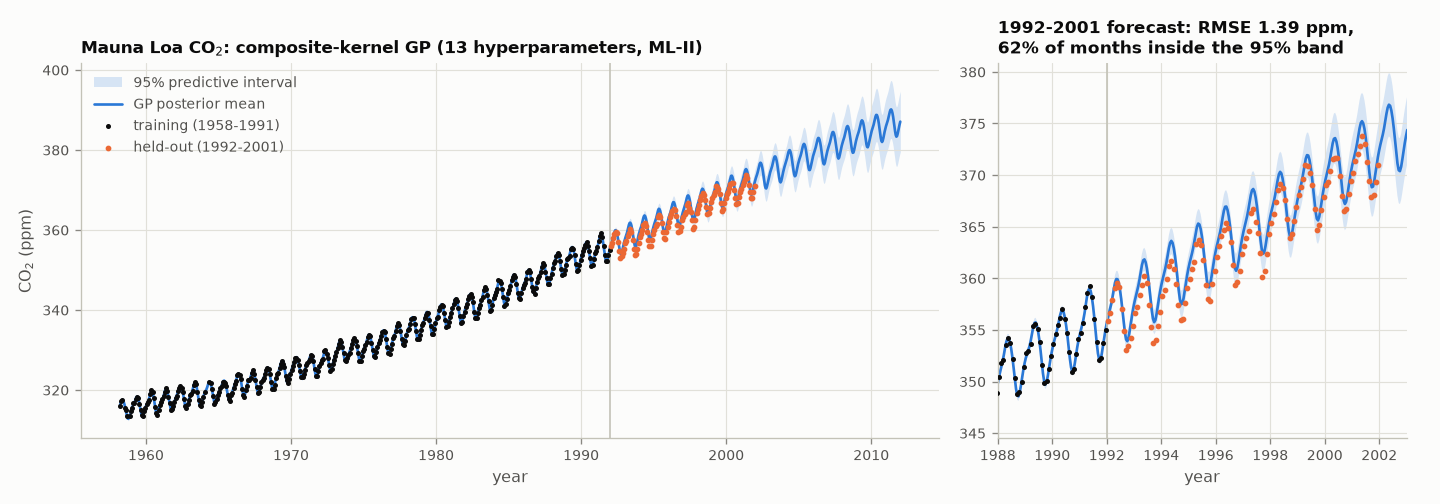 Mauna Loa CO₂: composite-kernel GP (13 hyperparameters, ML-II)
95% predictive interval
GP posterior mean
training (1958-1991)
held-out (1992-2001)
CO₂ (ppm)
400
380
360
340
320
1960 1970 1980 1990 2000 2010
year
1992-2001 forecast: RMSE 1.39 ppm,
62% of months inside the 95% band
380
375
370
365
360
355
350
345
1988 1990 1992 1994 1996 1998 2000 2002
year